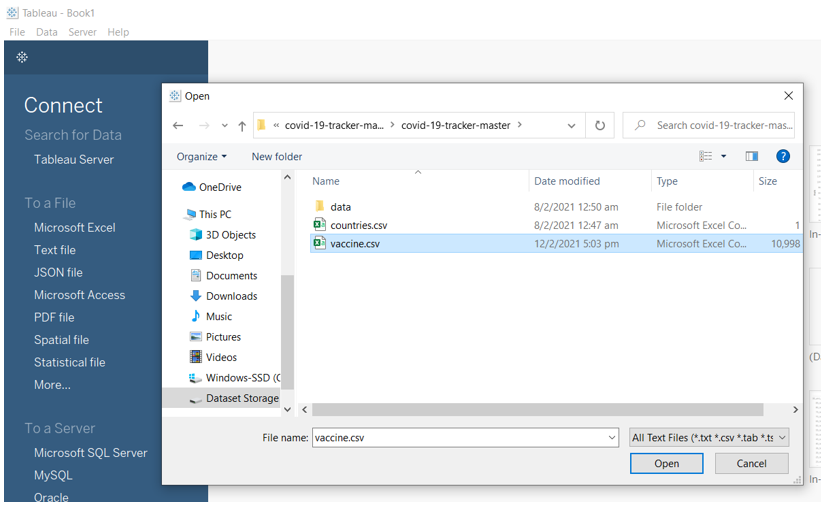 Tableau - Book1
File Data Server Help
Connect
Search for Data
Tableau Server
To a File
Microsoft Excel
Text file
JSON file
Microsoft Access
PDF file
Spatial file
Statistical file
More...
To a Server
Microsoft SQL Server
MySQL
Oracle
Open
« covid-19-tracker-ma... > covid-19-tracker-master >
Search covid-19-tracker-mas...
Organize New folder
?
OneDrive
This PC
3D Objects
Desktop
Documents
Downloads
Music
Pictures
Videos
Windows-SSD (C
Dataset Storage
Name Date modified Type Size
data 8/2/2021 12:50 am File folder
countries.csv 8/2/2021 12:47 am Microsoft Excel Co... 1
vaccine.csv 12/2/2021 5:03 pm Microsoft Excel Co... 10,998
File name: vaccine.csv All Text Files (*.txt *.csv *.tab *.ts
Open Cancel
In-
(Da
In-